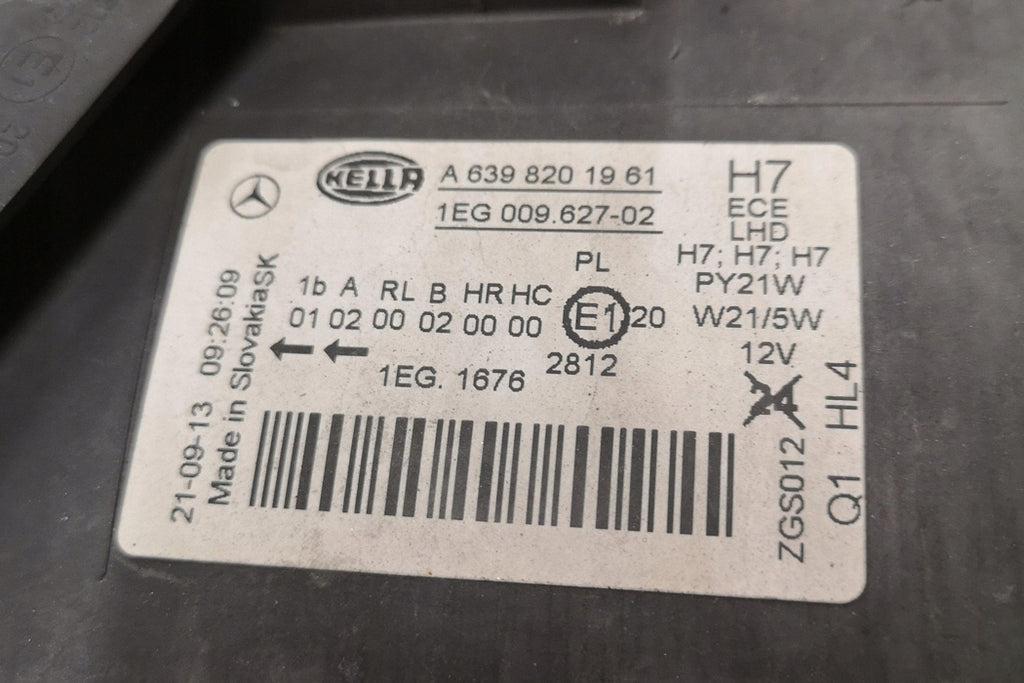 HELLA
A 639 820 19 61
1EG 009.627-02
H7
ECE
LHD
H7; H7; H7
PY21W
W21/5W
12V
24
PL
1b A RL B HR HC
01 02 00 02 00 00
E1 20
2812
1EG. 1676
21-09-13 09:26:09
Made in SlovakiaSK
ZGS012
Q1 HL4
E1